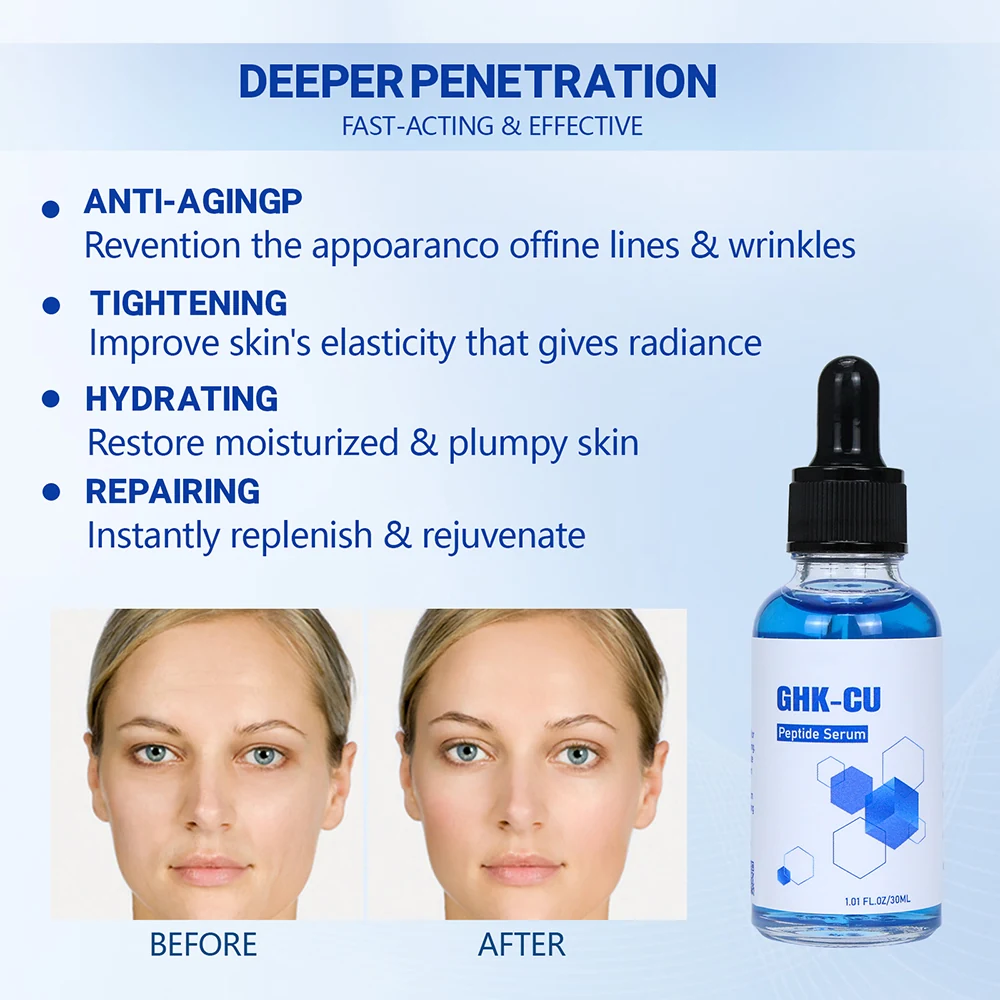 DEEPER PENETRATION
FAST-ACTING & EFFECTIVE
ANTI-AGINGP
Revention the appoaranco offine lines & wrinkles
TIGHTENING
Improve skin's elasticity that gives radiance
HYDRATING
Restore moisturized & plumpy skin
REPAIRING
Instantly replenish & rejuvenate
GHK-CU
Peptide Serum
1.01 FL.OZ/30ML
BEFORE
AFTER